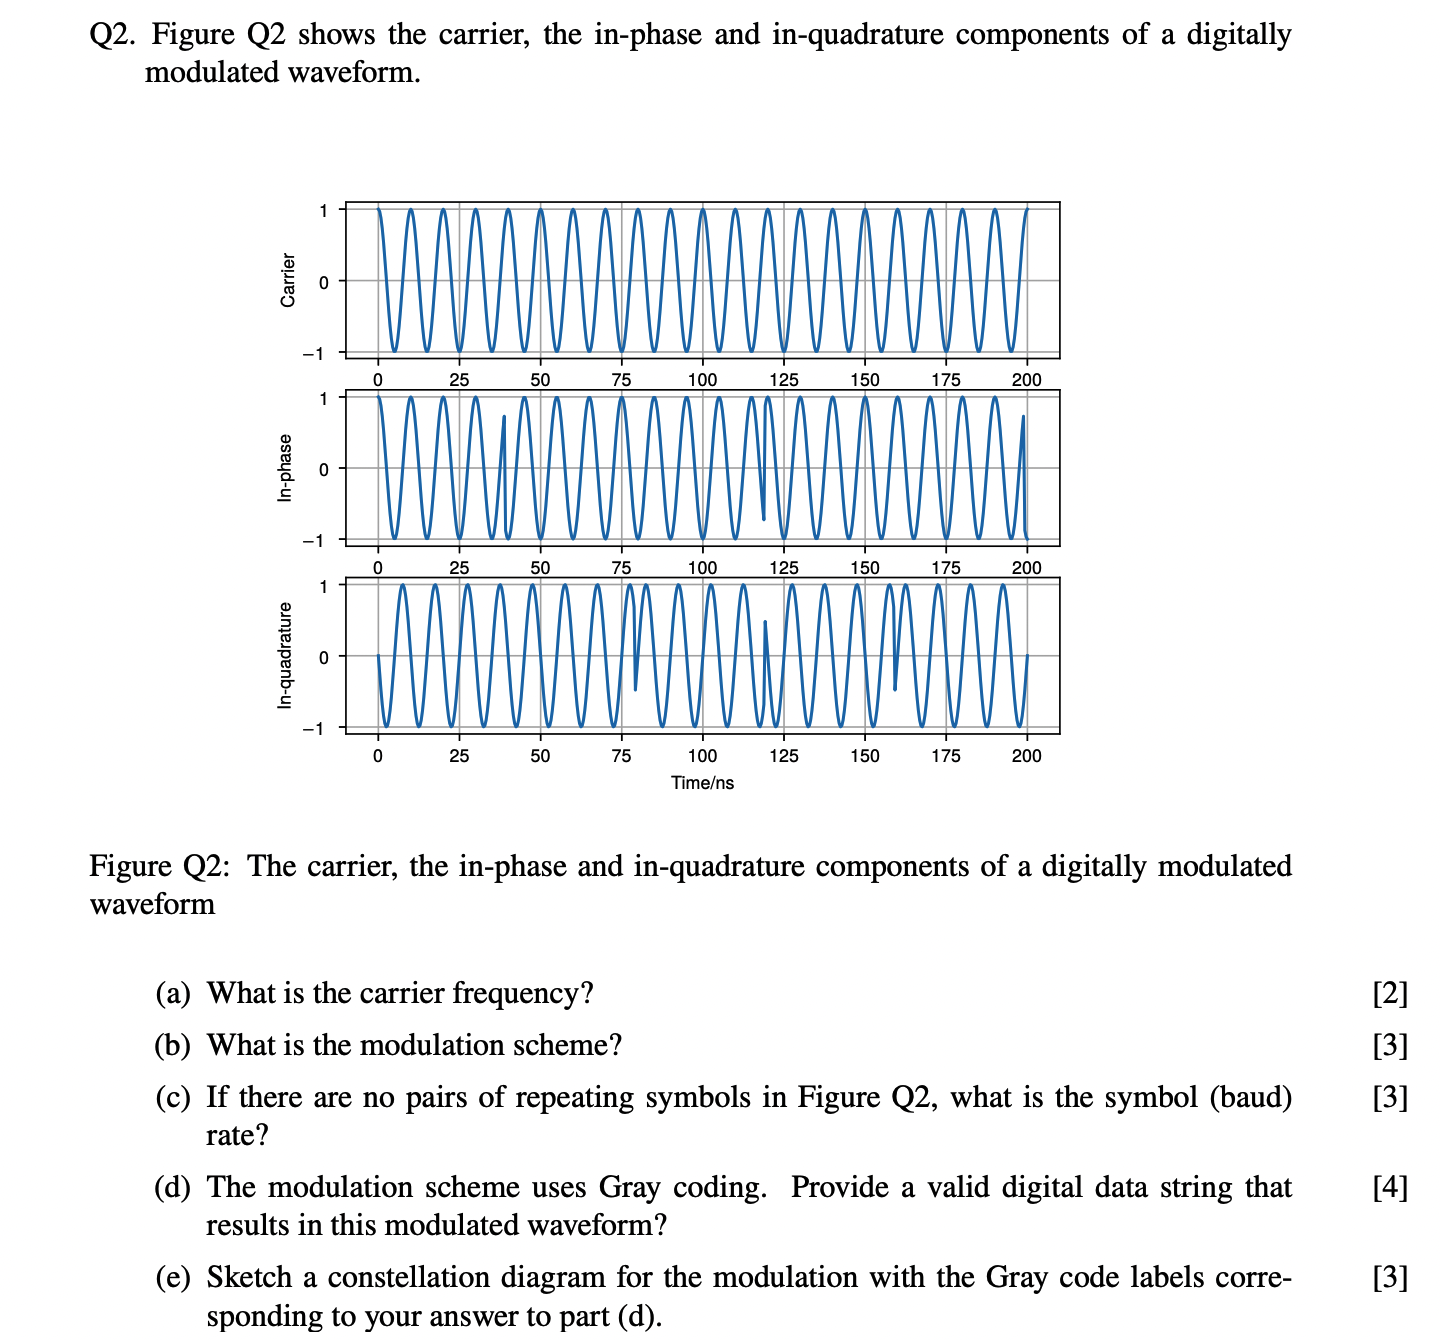 Q2. Figure Q2 shows the carrier, the in-phase and in-quadrature components of a digitally
modulated waveform.
1
0
−1
Carrier
0 25 50 75 100 125 150 175 200
1
0
−1
In-phase
0 25 50 75 100 125 150 175 200
1
0
−1
In-quadrature
0 25 50 75 100 125 150 175 200
Time/ns
Figure Q2: The carrier, the in-phase and in-quadrature components of a digitally modulated
waveform
(a) What is the carrier frequency? [2]
(b) What is the modulation scheme? [3]
(c) If there are no pairs of repeating symbols in Figure Q2, what is the symbol (baud) [3]
rate?
(d) The modulation scheme uses Gray coding. Provide a valid digital data string that [4]
results in this modulated waveform?
(e) Sketch a constellation diagram for the modulation with the Gray code labels corre- [3]
sponding to your answer to part (d).